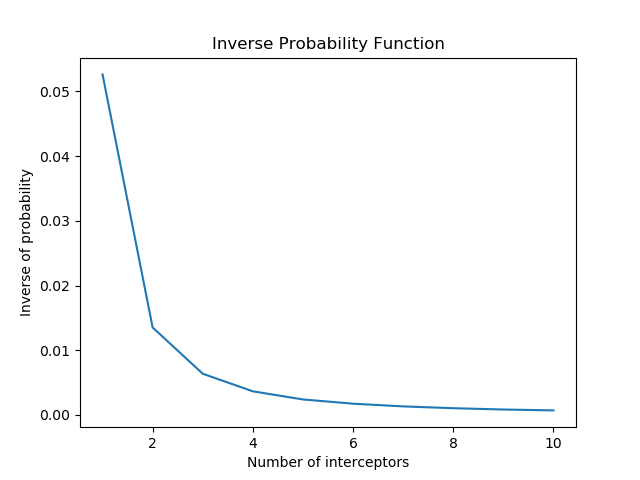 Inverse Probability Function
0.05
0.04
0.03
0.02
0.01
0.00
Inverse of probability
2 4 6 8 10
Number of interceptors